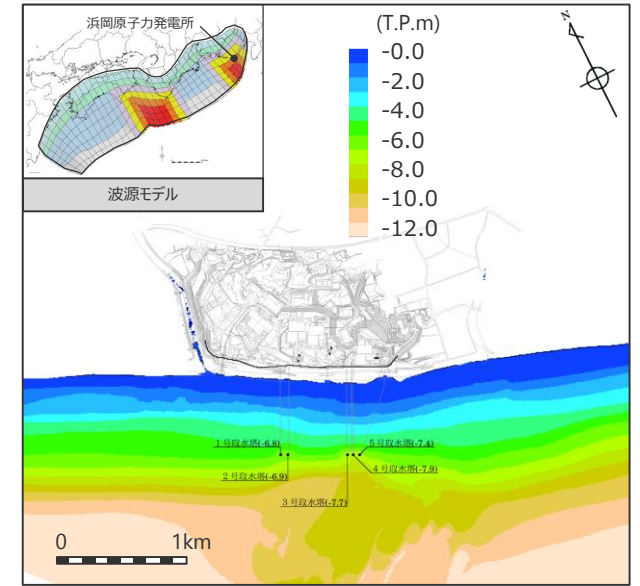 浜岡原子力発電所
波源モデル
(T.P.m)
-0.0
-2.0
-4.0
-6.0
-8.0
-10.0
-12.0
N
1号取水塔(-6.8)
5号取水塔(-7.4)
2号取水塔(-6.9)
4号取水塔(-7.9)
3号取水塔(-7.7)
0 1km